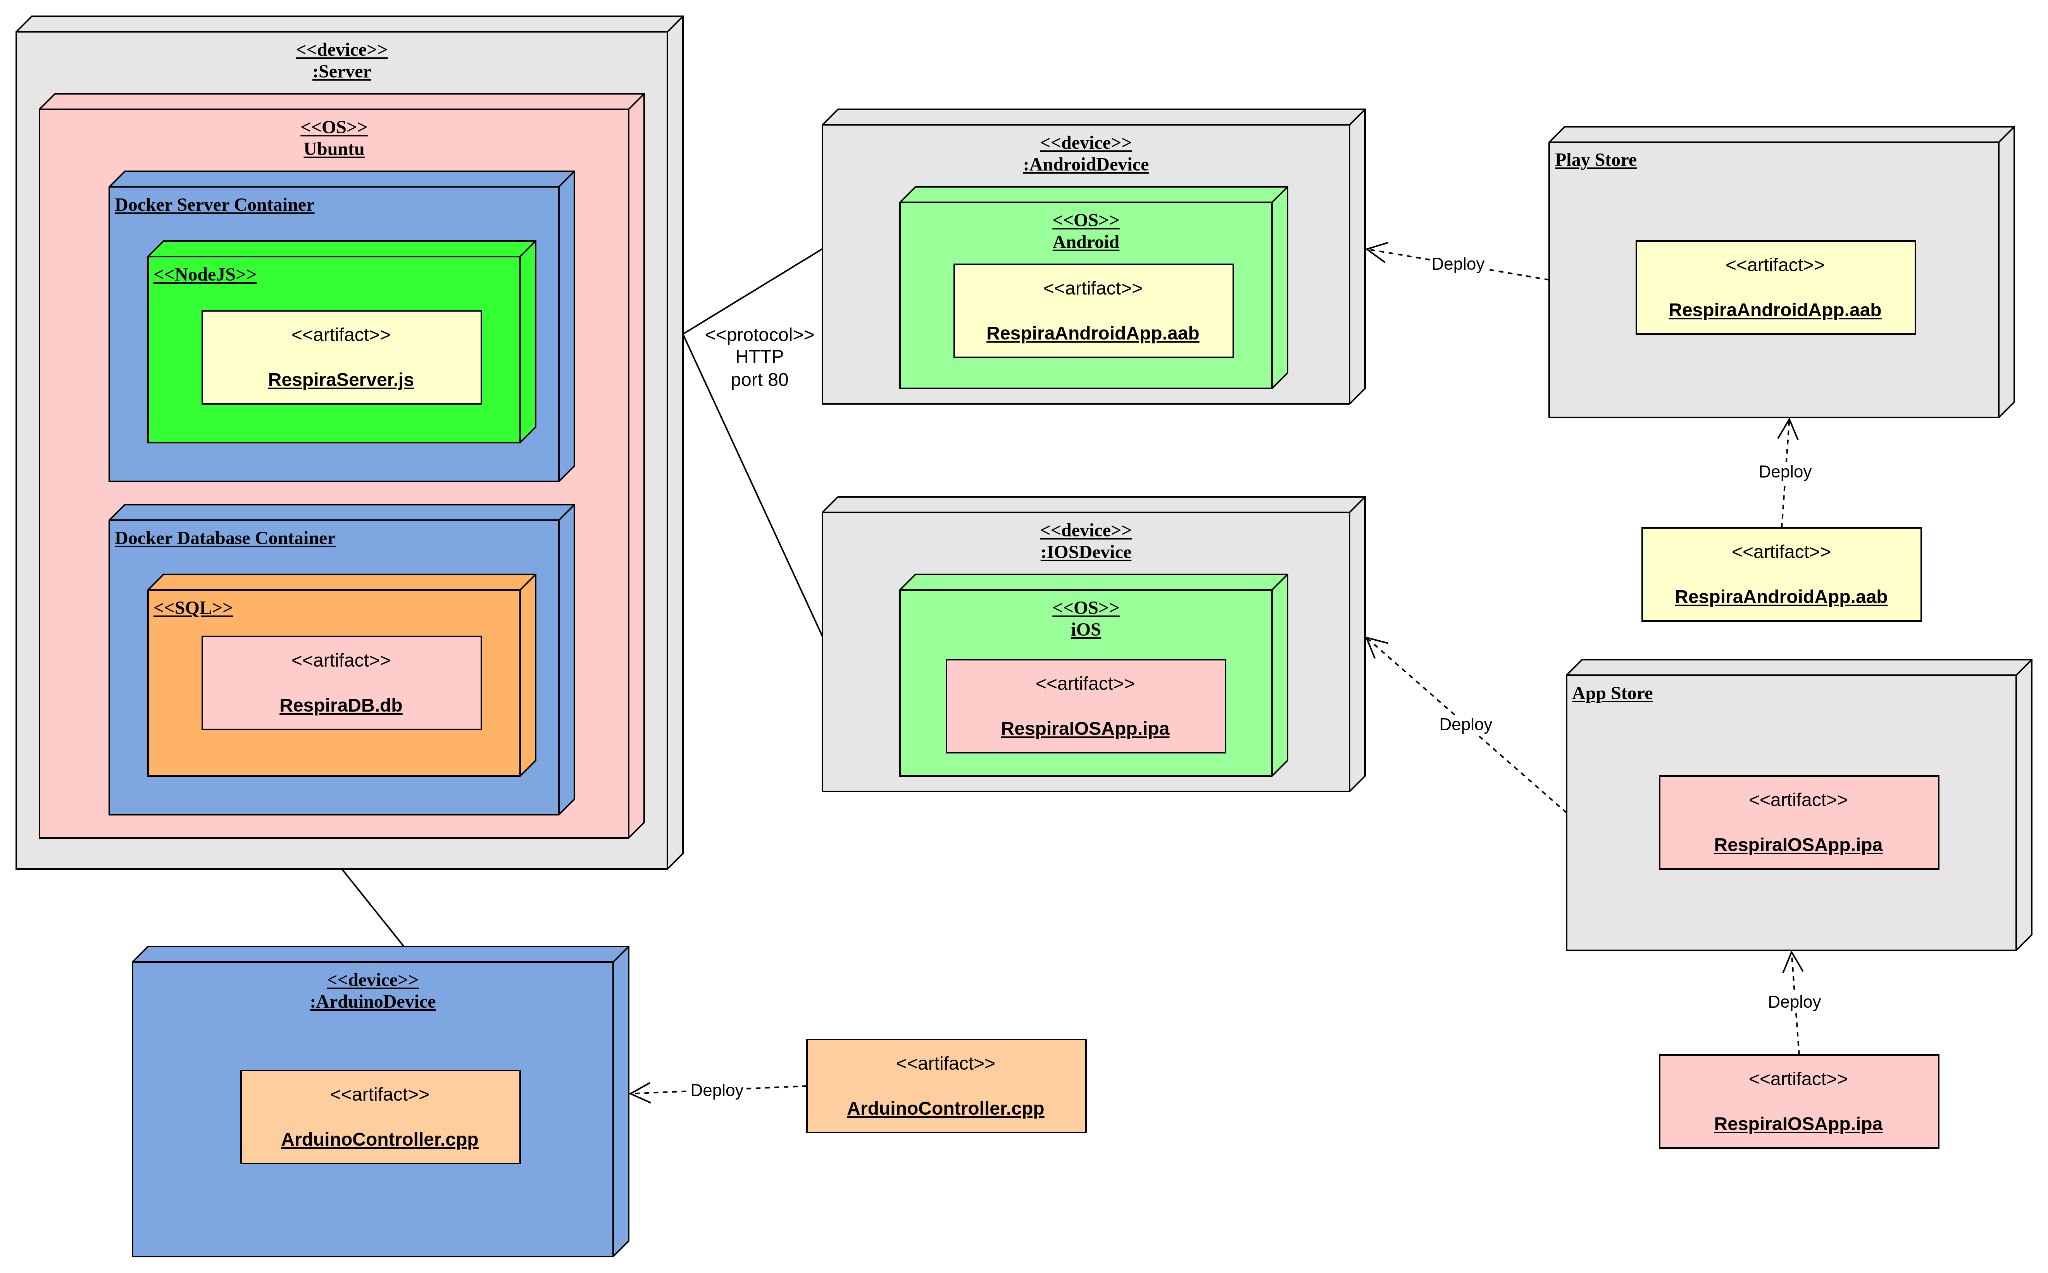 <<device>>
:Server
<<OS>>
Ubuntu
Docker Server Container
<<NodeJS>>
<<artifact>>
RespiraServer.js
Docker Database Container
<<SQL>>
<<artifact>>
RespiraDB.db
<<protocol>>
HTTP
port 80
<<device>>
:AndroidDevice
<<OS>>
Android
<<artifact>>
RespiraAndroidApp.aab
Deploy
Play Store
<<artifact>>
RespiraAndroidApp.aab
Deploy
<<artifact>>
RespiraAndroidApp.aab
<<device>>
:IOSDevice
<<OS>>
iOS
<<artifact>>
RespiraIOSApp.ipa
Deploy
App Store
<<artifact>>
RespiraIOSApp.ipa
Deploy
<<artifact>>
RespiraIOSApp.ipa
<<device>>
:ArduinoDevice
<<artifact>>
ArduinoController.cpp
Deploy
<<artifact>>
ArduinoController.cpp